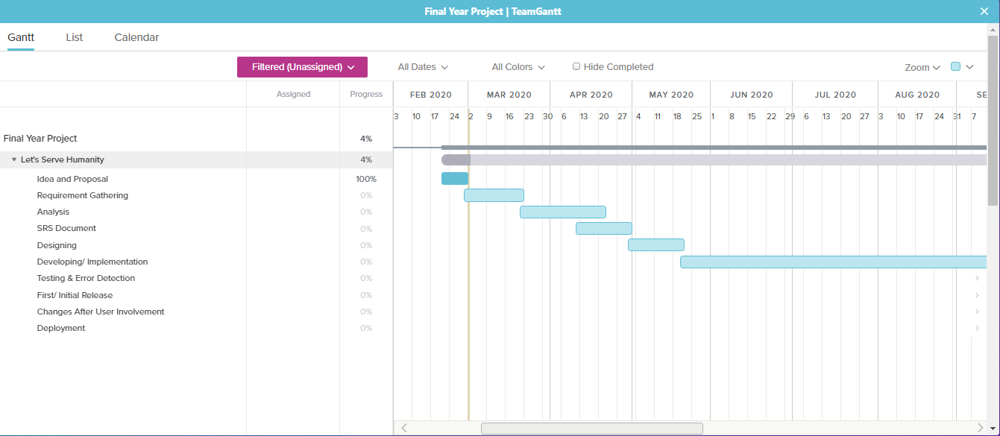 Final Year Project | TeamGantt
Gantt List Calendar
Filtered (Unassigned) All Dates All Colors Hide Completed Zoom
Assigned Progress FEB 2020 MAR 2020 APR 2020 MAY 2020 JUN 2020 JUL 2020 AUG 2020 SE
3 10 17 24 2 9 16 23 30 6 13 20 27 4 11 18 25 1 8 15 22 29 6 13 20 27 3 10 17 24 31 7
Final Year Project 4%
Let's Serve Humanity 4%
Idea and Proposal 100%
Requirement Gathering 0%
Analysis 0%
SRS Document 0%
Designing 0%
Developing/ Implementation 0%
Testing & Error Detection 0%
First/ Initial Release 0%
Changes After User Involvement 0%
Deployment 0%